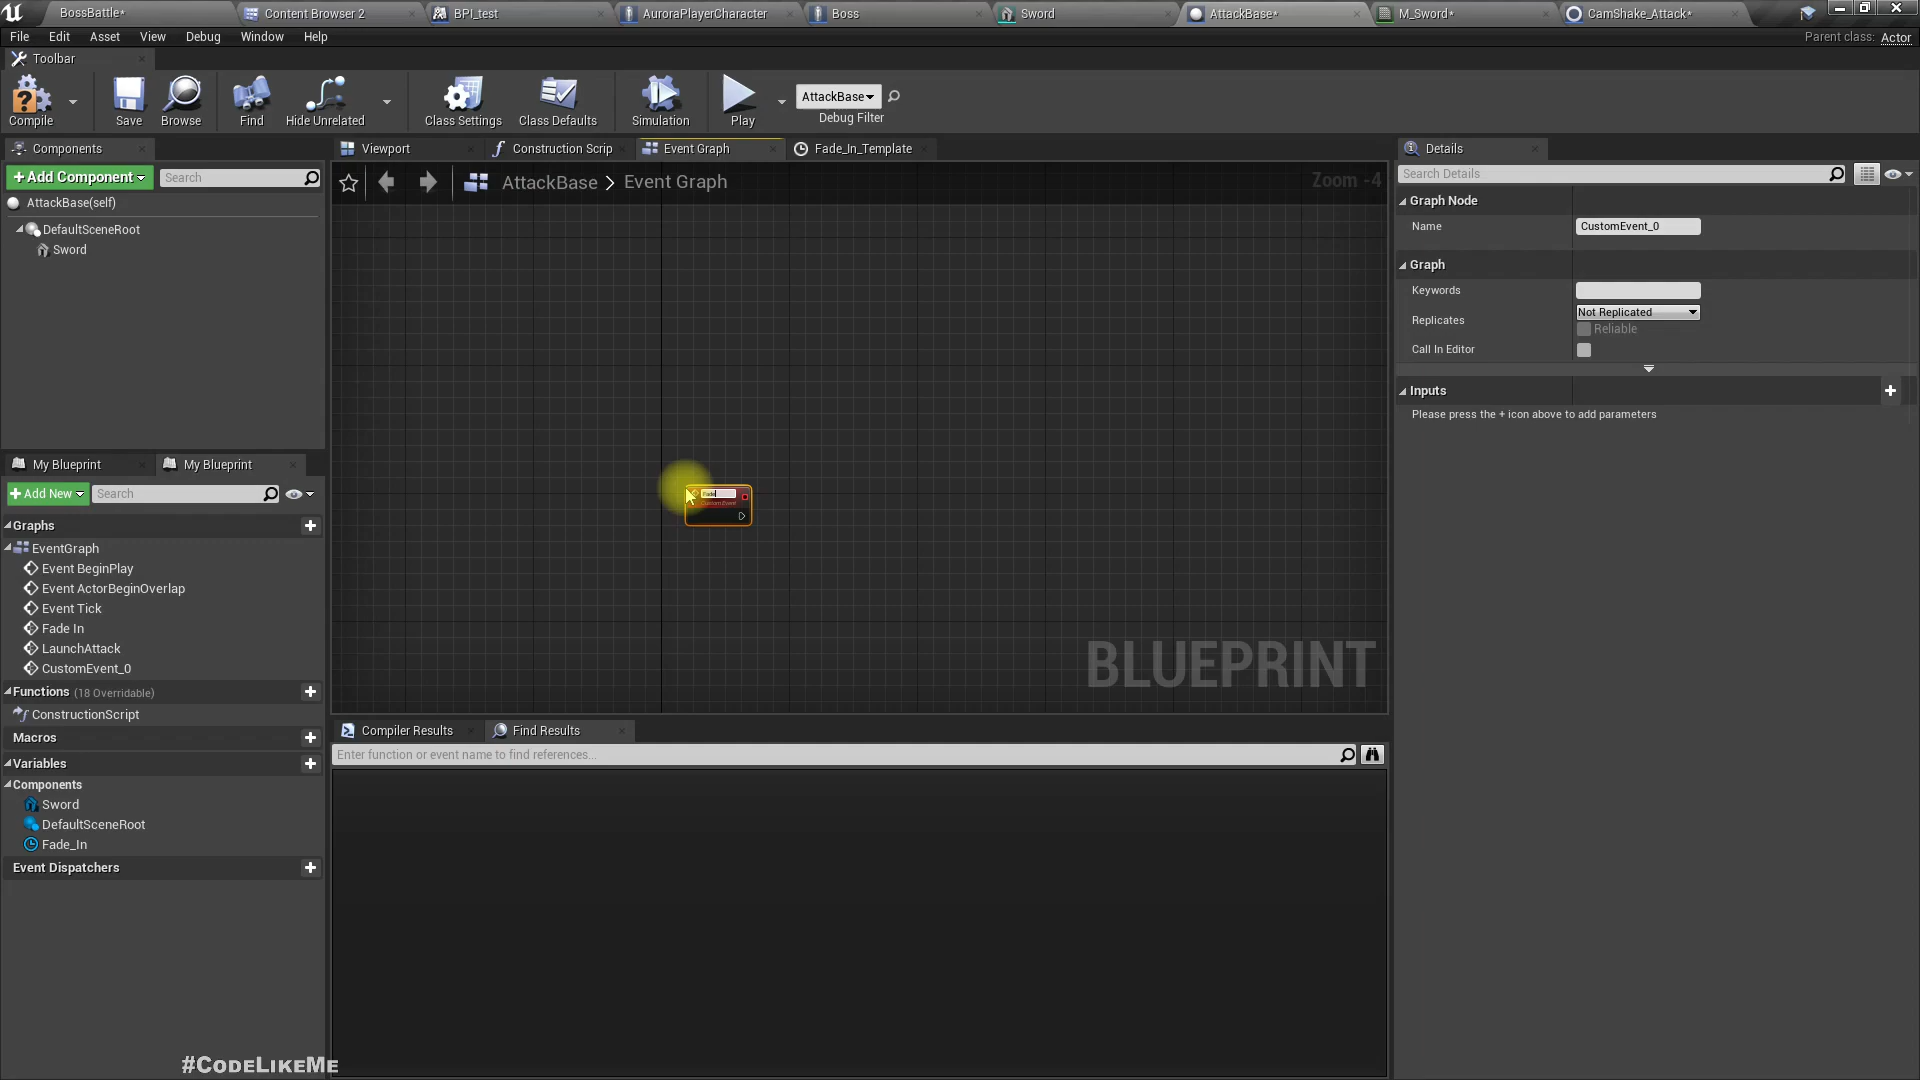 BossBattle*
Content Browser 2
BPI_test
AuroraPlayerCharacter
Boss
Sword
AttackBase*
M_Sword*
CamShake_Attack*
File
Edit
Asset
View
Debug
Window
Help
Parent class: Actor
Toolbar
Compile
Save
Browse
Find
Hide Unrelated
Class Settings
Class Defaults
Simulation
Play
AttackBase
Debug Filter
Components
Viewport
Construction Scrip
Event Graph
Fade_In_Template
Details
+Add Component
Search
AttackBase > Event Graph
Zoom -4
Search Details
AttackBase(self)
DefaultSceneRoot
Sword
Graph Node
Name
CustomEvent_0
Graph
Keywords
Replicates
Not Replicated
Reliable
Call In Editor
Inputs
Please press the + icon above to add parameters
Fade
Custom Event
BLUEPRINT
My Blueprint
My Blueprint
+Add New
Search
Graphs
EventGraph
Event BeginPlay
Event ActorBeginOverlap
Event Tick
Fade In
LaunchAttack
CustomEvent_0
Functions (18 Overridable)
ConstructionScript
Macros
Variables
Components
Sword
DefaultSceneRoot
Fade_In
Event Dispatchers
Compiler Results
Find Results
Enter function or event name to find references...
#CodeLikeMe